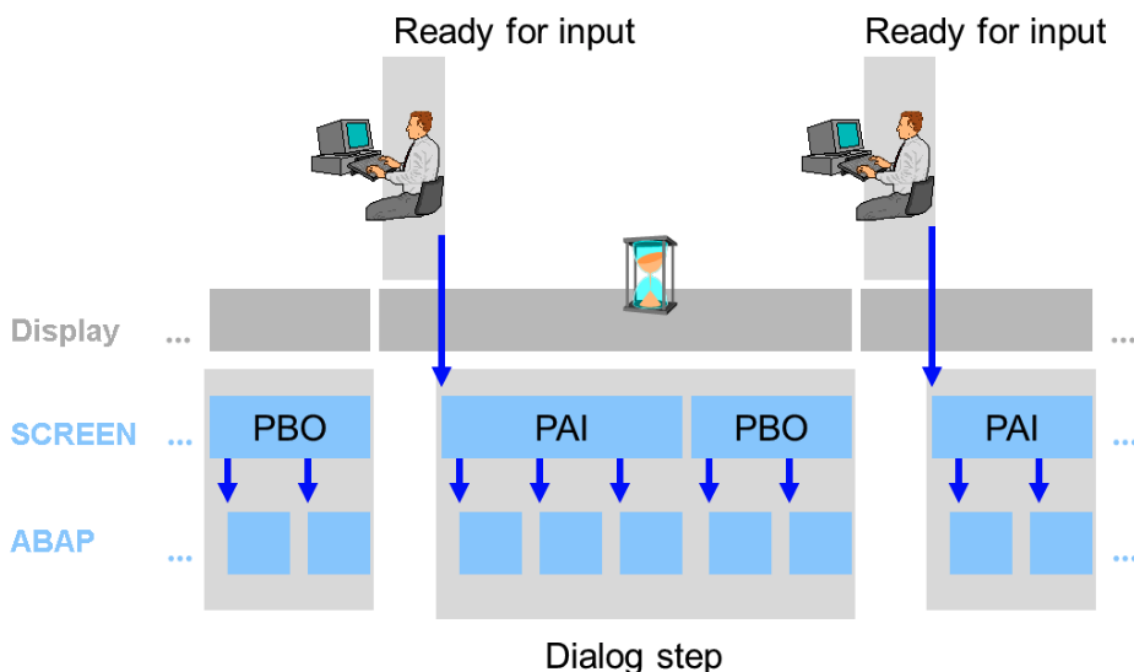 Ready for input Ready for input
Display ... ...
SCREEN ... PBO PAI PBO PAI ...
ABAP ... ...
Dialog step